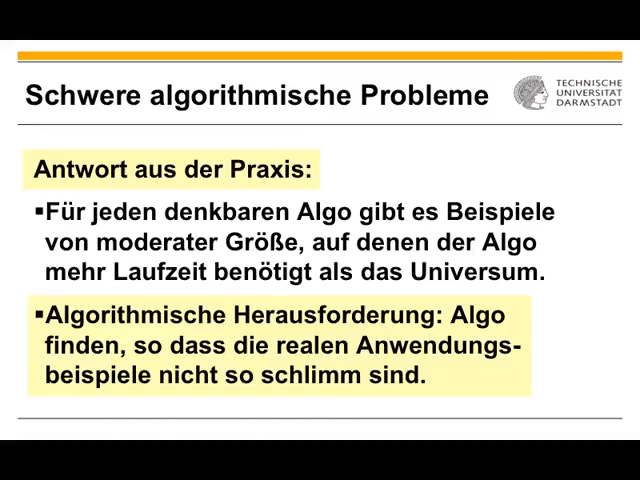 Schwere algorithmische Probleme
TECHNISCHE
UNIVERSITÄT
DARMSTADT
Antwort aus der Praxis:
▪Für jeden denkbaren Algo gibt es Beispiele
von moderater Größe, auf denen der Algo
mehr Laufzeit benötigt als das Universum.
▪Algorithmische Herausforderung: Algo
finden, so dass die realen Anwendungs-
beispiele nicht so schlimm sind.